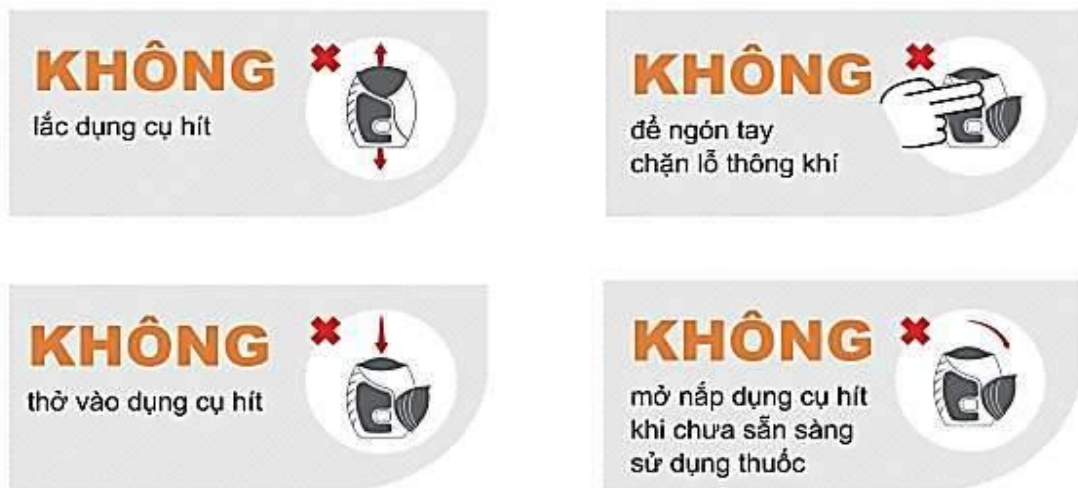 KHÔNG
lắc dụng cụ hít
KHÔNG
để ngón tay
chặn lỗ thông khí
KHÔNG
thở vào dụng cụ hít
KHÔNG
mở nắp dụng cụ hít
khi chưa sẵn sàng
sử dụng thuốc